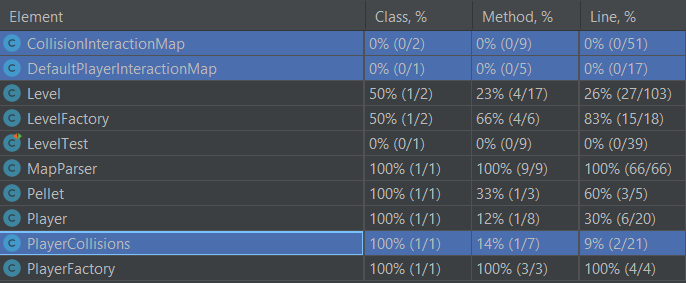 Element Class, % Method, % Line, %
CollisionInteractionMap 0% (0/2) 0% (0/9) 0% (0/51)
DefaultPlayerInteractionMap 0% (0/1) 0% (0/5) 0% (0/17)
Level 50% (1/2) 23% (4/17) 26% (27/103)
LevelFactory 50% (1/2) 66% (4/6) 83% (15/18)
LevelTest 0% (0/1) 0% (0/9) 0% (0/39)
MapParser 100% (1/1) 100% (9/9) 100% (66/66)
Pellet 100% (1/1) 33% (1/3) 60% (3/5)
Player 100% (1/1) 12% (1/8) 30% (6/20)
PlayerCollisions 100% (1/1) 14% (1/7) 9% (2/21)
PlayerFactory 100% (1/1) 100% (3/3) 100% (4/4)